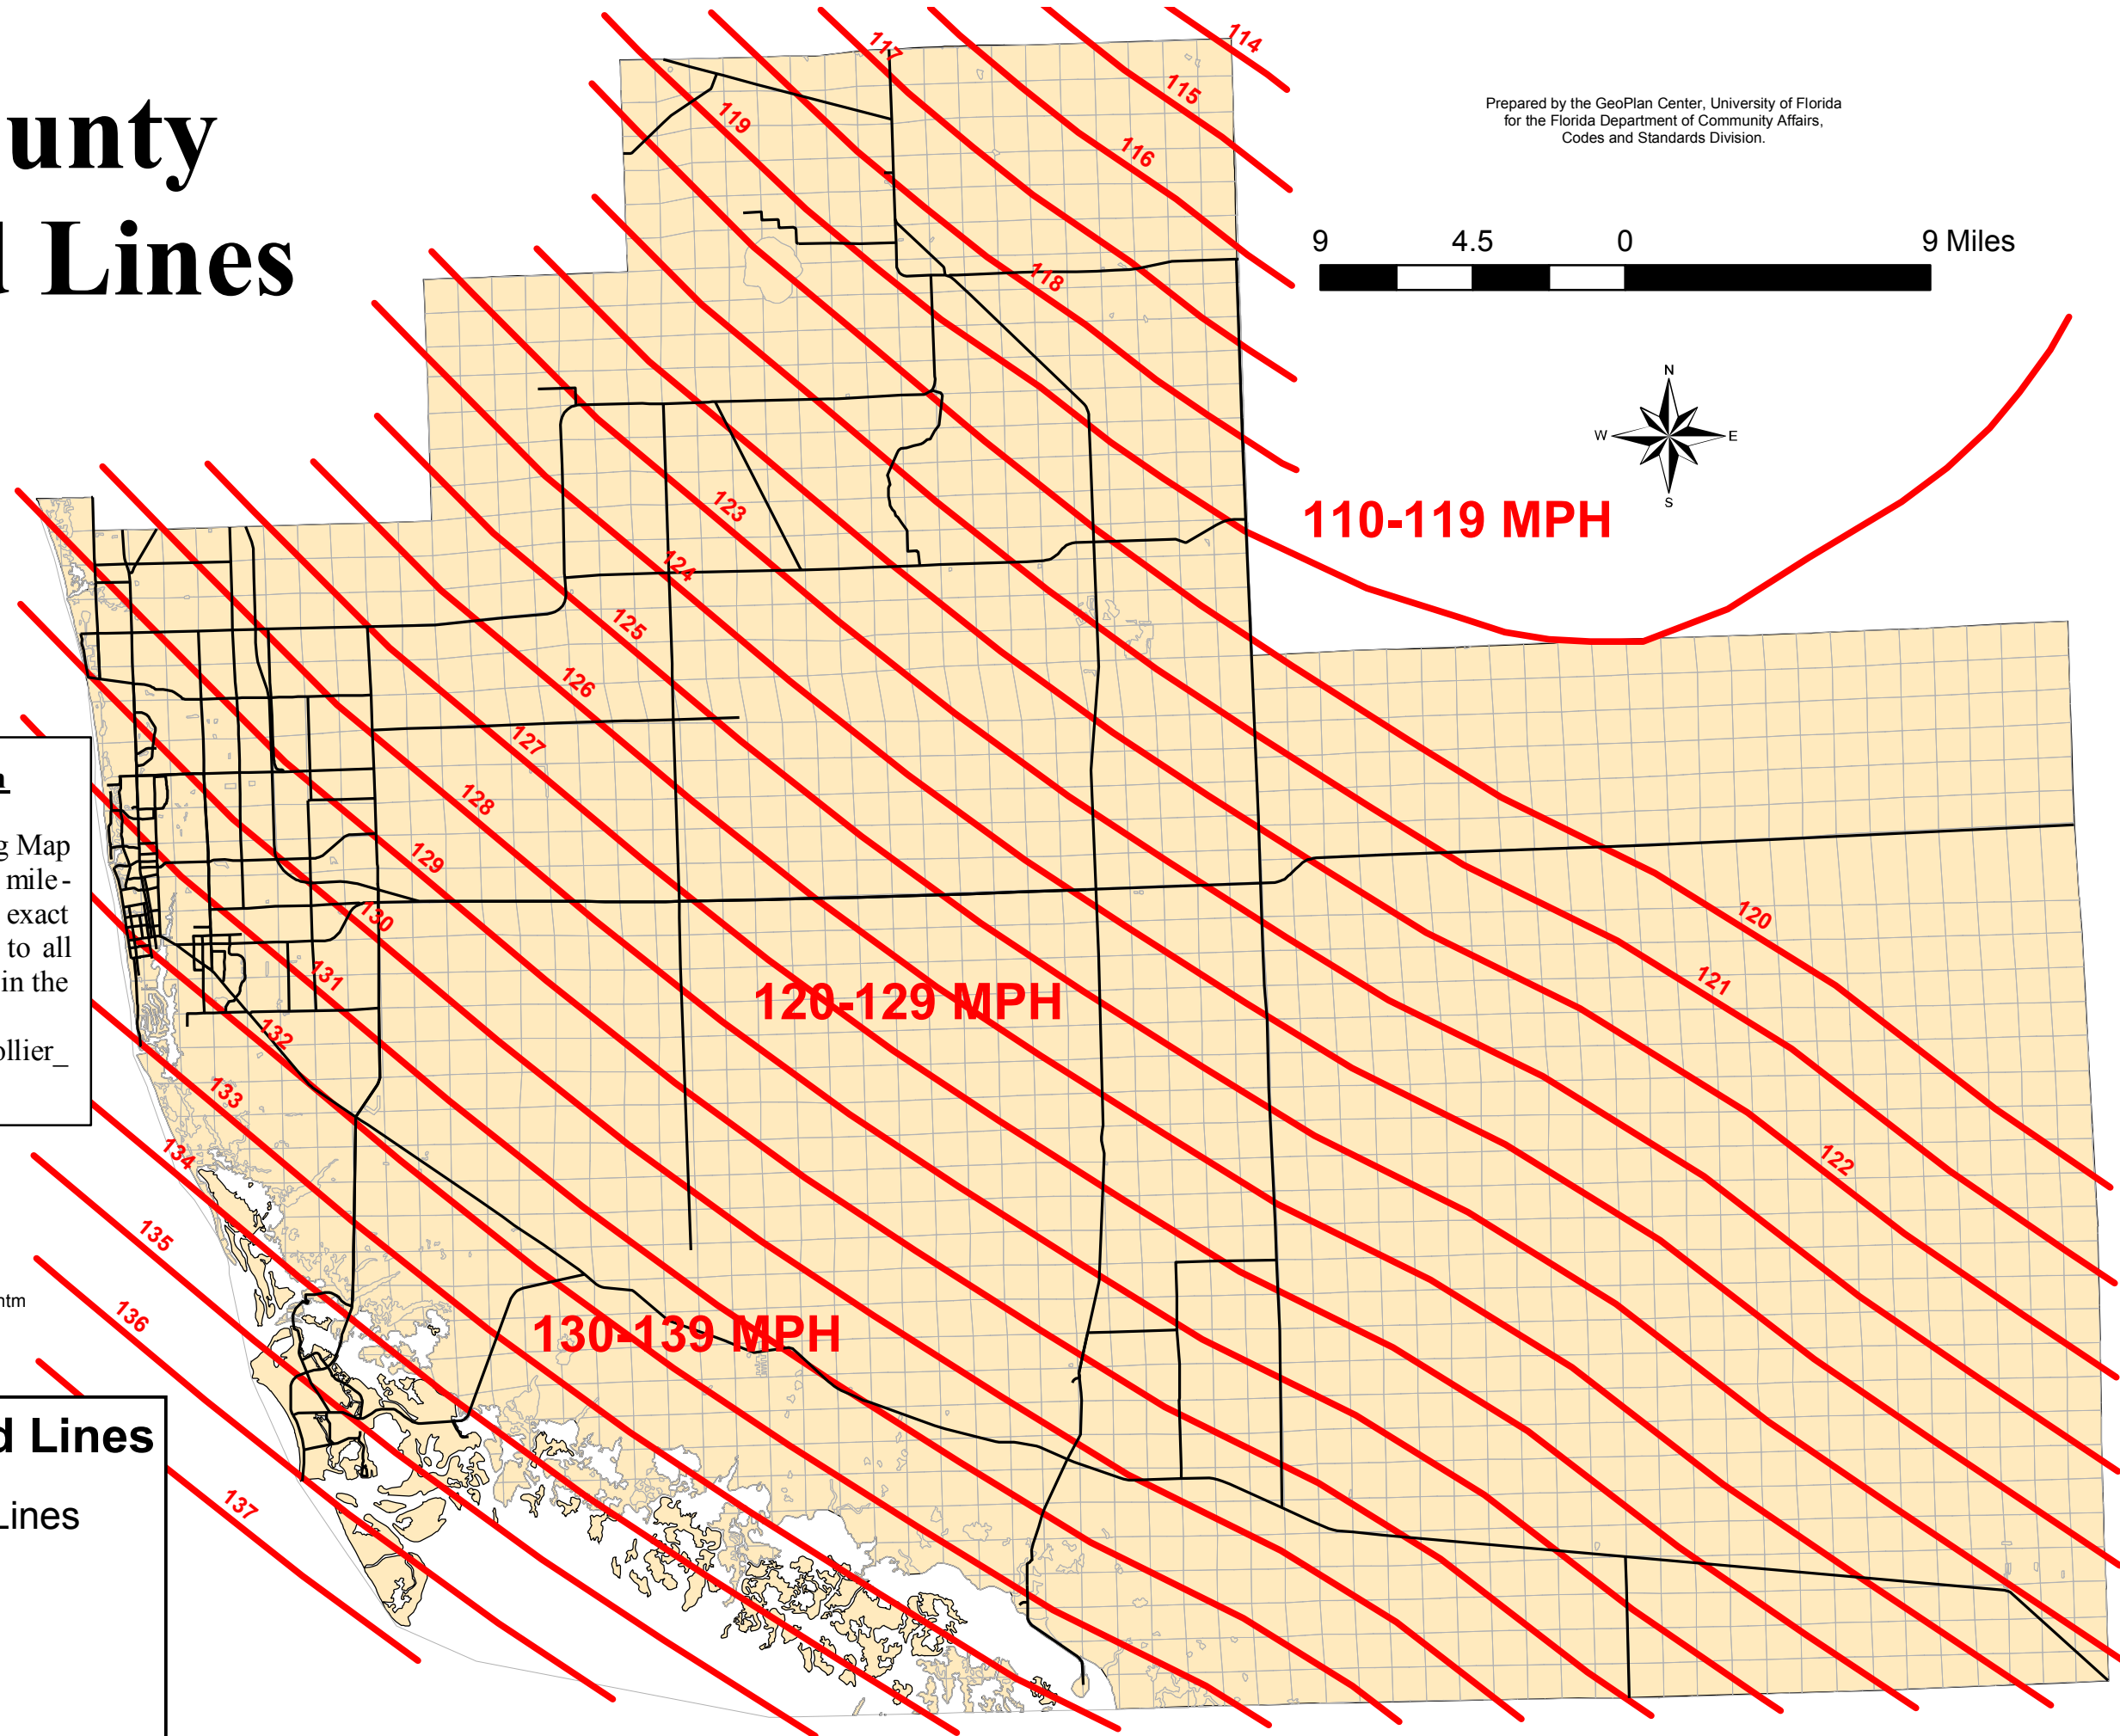 unty
d Lines
Prepared by the GeoPlan Center, University of Florida
for the Florida Department of Community Affairs,
Codes and Standards Division.
9 4.5 0 9 Miles
N
W E
S
114
115
116
117
118
119
110-119 MPH
123
124
125
126
127
128
129
130
131
132
133
134
135
136
137
120
121
122
120-129 MPH
130-139 MPH
n
g Map
mile-
exact
to all
in the
ollier_
htm
d Lines
Lines